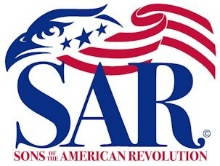 SAR ©
SONS OF THE AMERICAN REVOLUTION